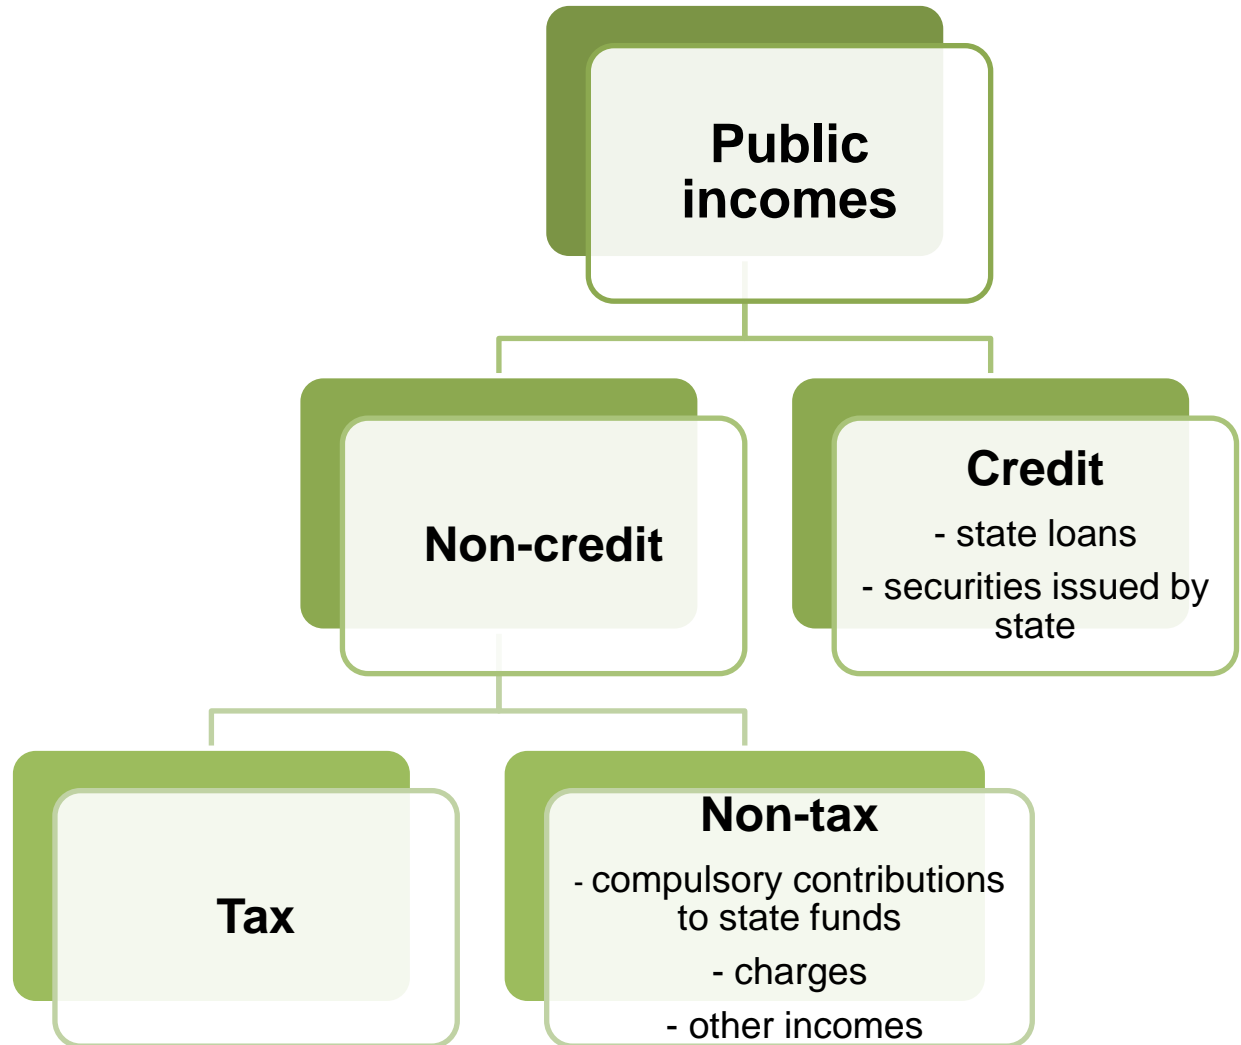 Public
incomes
Non-credit
Credit
- state loans
- securities issued by
state
Tax
Non-tax
- compulsory contributions
to state funds
- charges
- other incomes